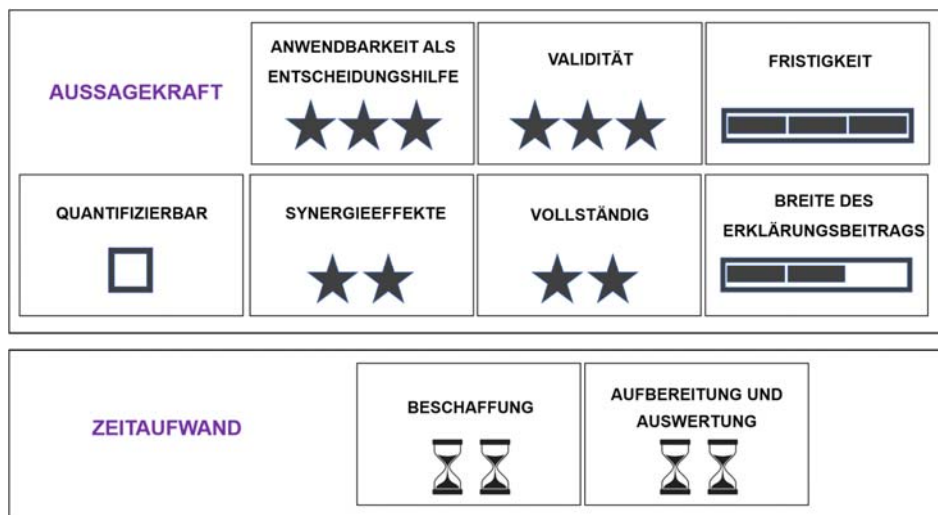 AUSSAGEKRAFT
ANWENDBARKEIT ALS
ENTSCHEIDUNGSHILFE
VALIDITÄT
FRISTIGKEIT
QUANTIFIZIERBAR
SYNERGIEEFFEKTE
VOLLSTÄNDIG
BREITE DES
ERKLÄRUNGSBEITRAGS
ZEITAUFWAND
BESCHAFFUNG
AUFBEREITUNG UND
AUSWERTUNG